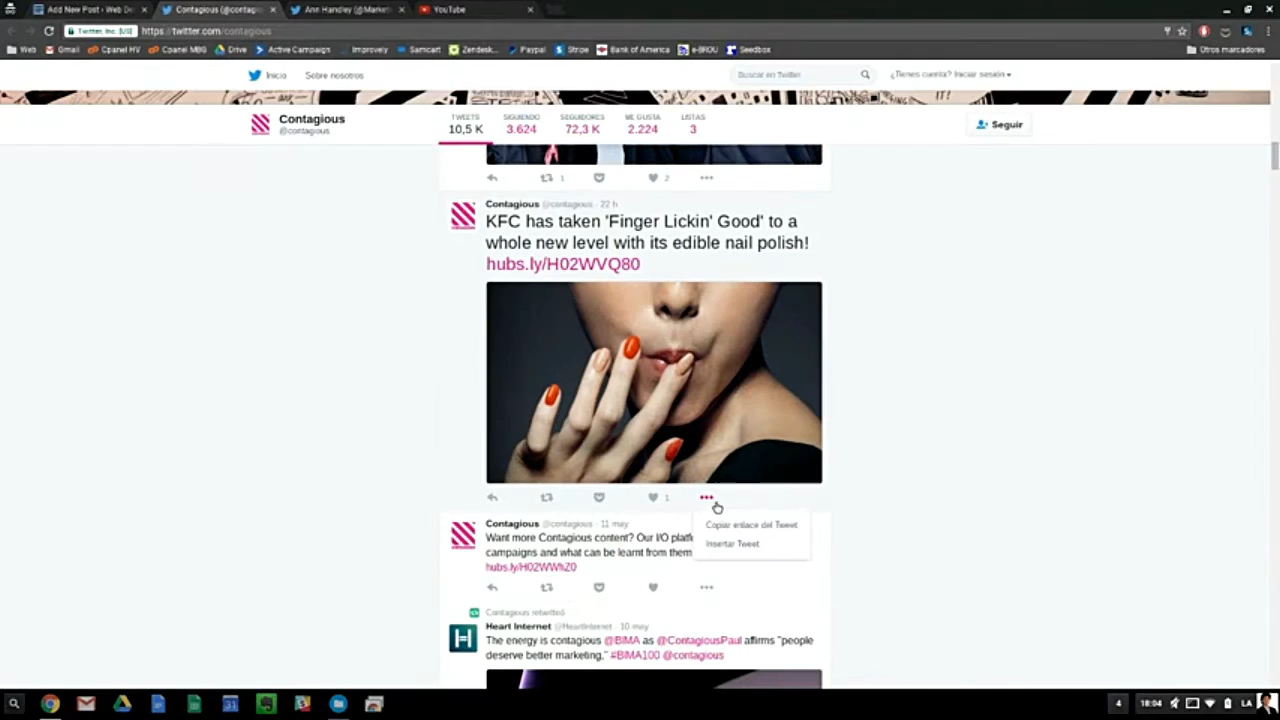 Add New Post ‹ Web De
Contagious (@contagio
Ann Handley (@Market
YouTube
Twitter, Inc. [US]
https://twitter.com/contagious
Web
Gmail
Cpanel HV
Cpanel MBG
Drive
Active Campaign
Improvely
Samcart
Zendesk...
Paypal
Stripe
Bank of America
e-BROU
Seedbox
Otros marcadores
Inicio
Sobre nosotros
Buscar en Twitter
¿Tienes cuenta? Iniciar sesión
Contagious
@contagious
TWEETS
10,5 K
SIGUIENDO
3.624
SEGUIDORES
72,3 K
ME GUSTA
2.224
LISTAS
3
Seguir
1
2
Contagious @contagious · 22 h
KFC has taken 'Finger Lickin' Good' to a
whole new level with its edible nail polish!
hubs.ly/H02WVQ80
1
Copiar enlace del Tweet
Insertar Tweet
Contagious @contagious · 11 may
Want more Contagious content? Our I/O platf
campaigns and what can be learnt from them
hubs.ly/H02WWhZ0
Contagious retwitteó
Heart Internet @HeartInternet · 10 may
The energy is contagious @BIMA as @ContagiousPaul affirms "people
deserve better marketing." #BIMA100 @contagious
4
18:04
LA